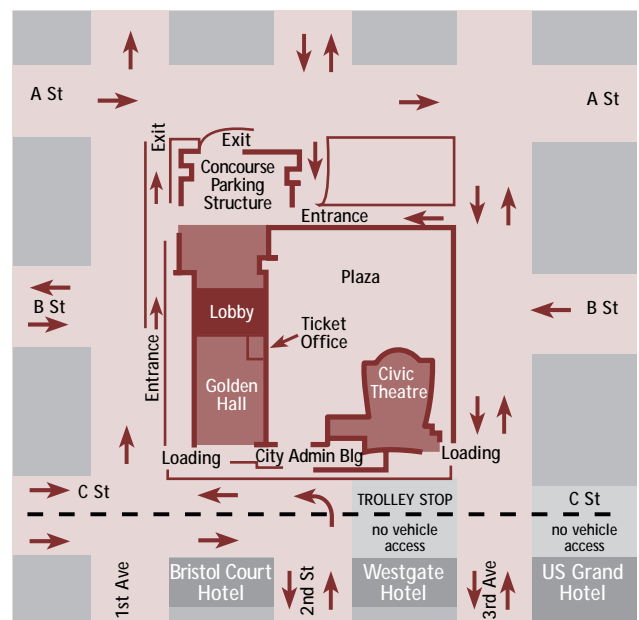 A St
A St
Exit
Exit
Concourse
Parking
Structure
Entrance
Plaza
B St
B St
Lobby
Ticket
Office
Entrance
Golden
Hall
Civic
Theatre
Loading
City Admin Blg
Loading
C St
TROLLEY STOP
C St
no vehicle
access
no vehicle
access
1st Ave
Bristol Court
Hotel
2nd St
Westgate
Hotel
3rd Ave
US Grand
Hotel